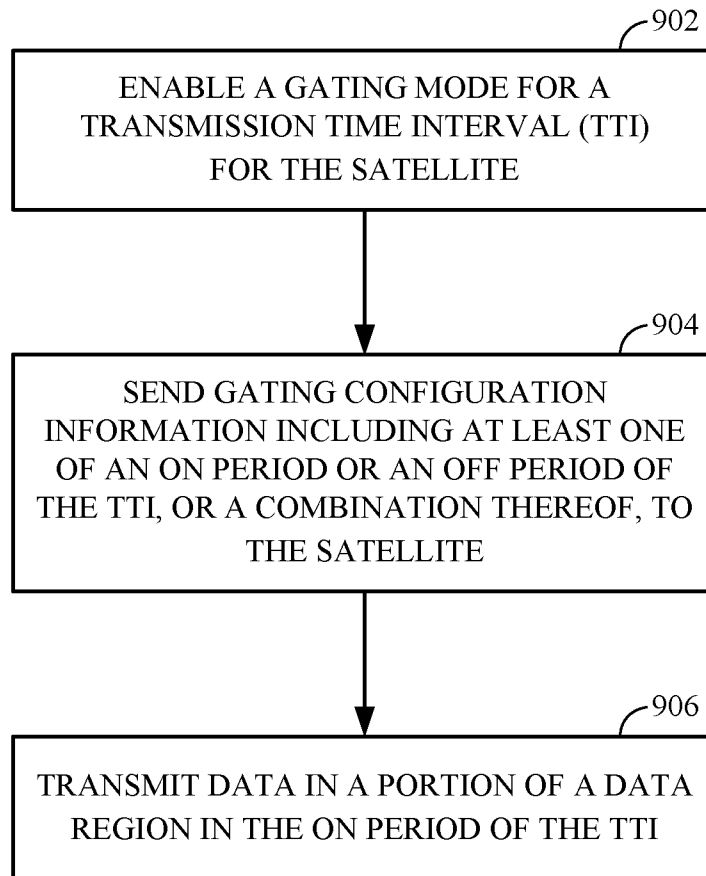 902
ENABLE A GATING MODE FOR A
TRANSMISSION TIME INTERVAL (TTI)
FOR THE SATELLITE
904
SEND GATING CONFIGURATION
INFORMATION INCLUDING AT LEAST ONE
OF AN ON PERIOD OR AN OFF PERIOD OF
THE TTI, OR A COMBINATION THEREOF, TO
THE SATELLITE
906
TRANSMIT DATA IN A PORTION OF A DATA
REGION IN THE ON PERIOD OF THE TTI